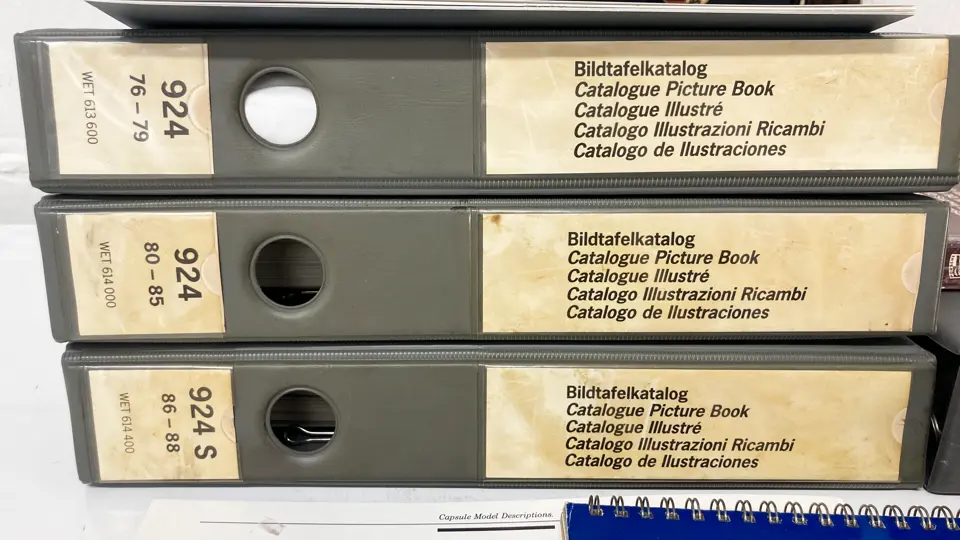 924
76 – 79
WET 613 600
Bildtafelkatalog
Catalogue Picture Book
Catalogue Illustré
Catalogo Illustrazioni Ricambi
Catalogo de Ilustraciones
924
80 – 85
WET 614 000
Bildtafelkatalog
Catalogue Picture Book
Catalogue Illustré
Catalogo Illustrazioni Ricambi
Catalogo de Ilustraciones
924 S
86 – 88
WET 614 400
Bildtafelkatalog
Catalogue Picture Book
Catalogue Illustré
Catalogo Illustrazioni Ricambi
Catalogo de Ilustraciones
Capsule Model Descriptions.